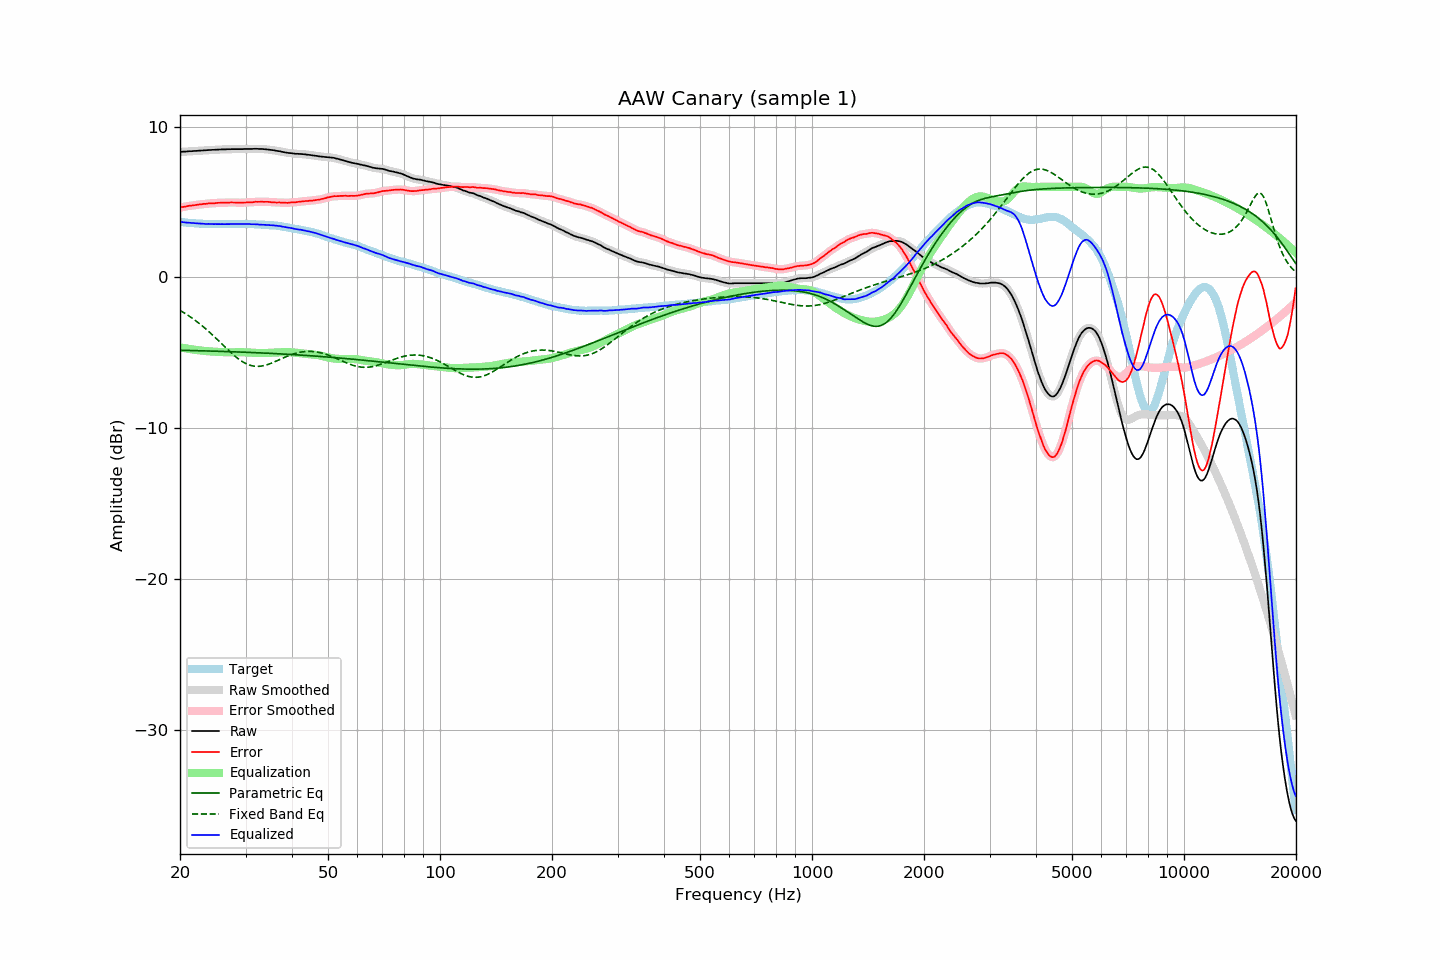 AAW Canary (sample 1)
10
0
−10
−20
−30
Amplitude (dBr)
Target
Raw Smoothed
Error Smoothed
Raw
Error
Equalization
Parametric Eq
Fixed Band Eq
Equalized
20 50 100 200 500 1000 2000 5000 10000 20000
Frequency (Hz)